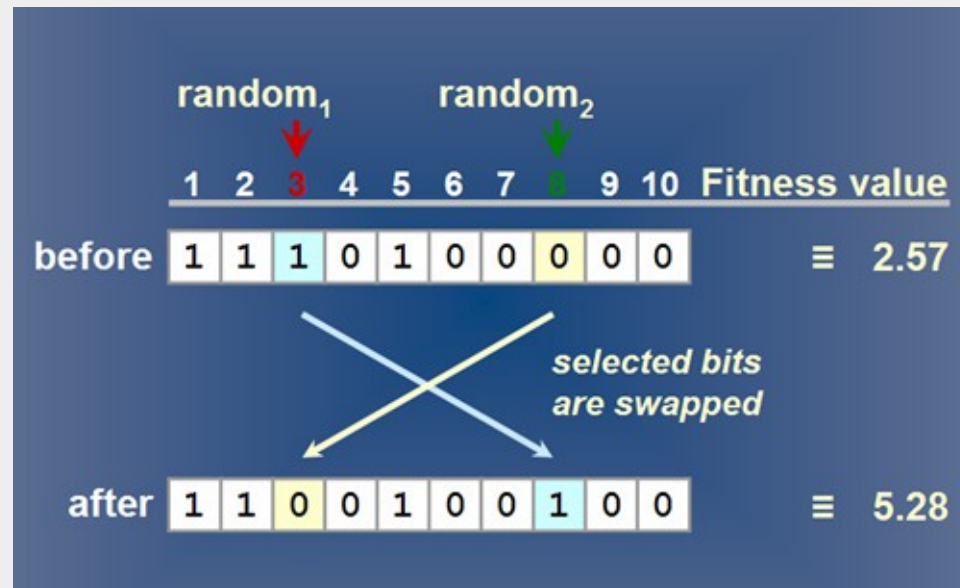 random₁ random₂
1 2 3 4 5 6 7 8 9 10 Fitness value
before 1 1 1 0 1 0 0 0 0 0 ≡ 2.57
selected bits
are swapped
after 1 1 0 0 1 0 0 1 0 0 ≡ 5.28